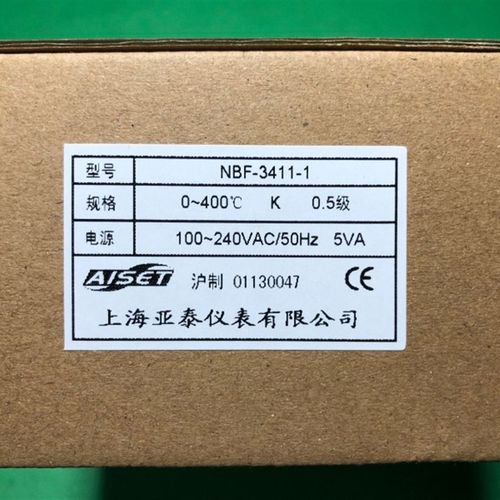 型号 NBF-3411-1
规格 0~400℃ K 0.5级
电源 100~240VAC/50Hz 5VA
AISET 沪制 01130047 CE
上海亚泰仪表有限公司